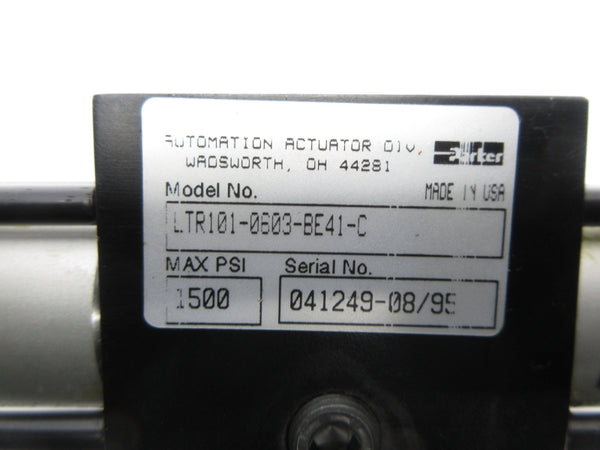 AUTOMATION ACTUATOR DIV.
WADSWORTH, OH 44281
Parker
Model No.
MADE IN USA
LTR101-0603-BE41-C
MAX PSI
Serial No.
1500
041249-08/95